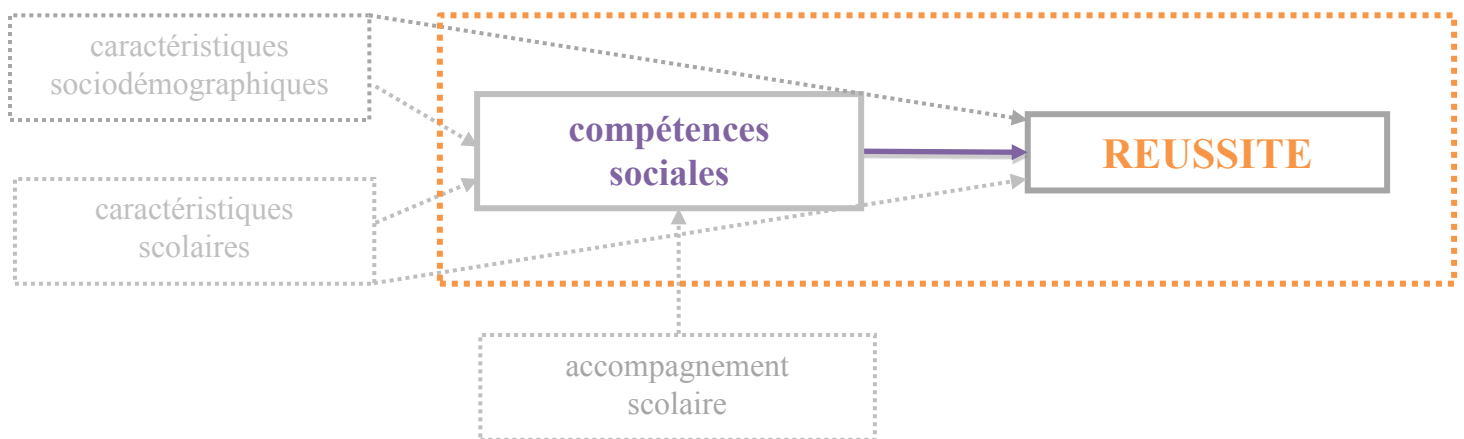 caractéristiques
sociodémographiques
compétences
sociales
REUSSITE
caractéristiques
scolaires
accompagnement
scolaire